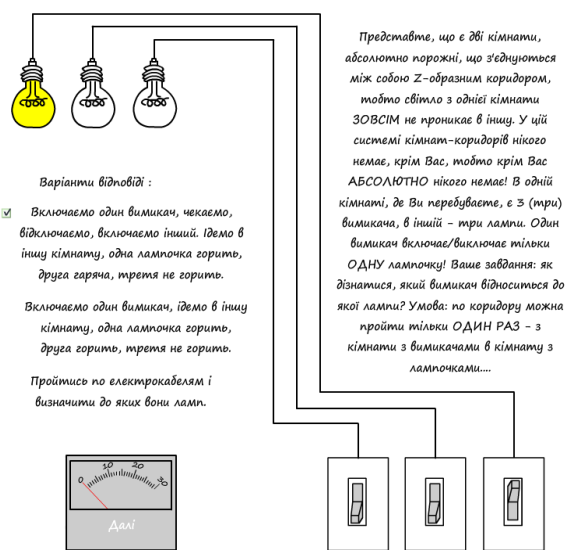 Представте, що є дві кімнати,
абсолютно порожні, що з'єднуються
між собою Z-образним коридором,
тобто світло з однієї кімнати
ЗОВСІМ не проникає в іншу. У цій
системі кімнат-коридорів нікого
немає, крім Вас, тобто крім Вас
АБСОЛЮТНО нікого немає! В одній
кімнаті, де Ви перебуваєте, є 3 (три)
вимикача, в іншій - три лампи. Один
вимикач включає/виключає тільки
ОДНУ лампочку! Ваше завдання: як
дізнатися, який вимикач відноситься до
якої лампи? Умова: по коридору можна
пройти тільки ОДИН РАЗ - з
кімнати з вимикачами в кімнату з
лампочками....
Варіанти відповіді :
Включаємо один вимикач, чекаємо,
відключаємо, включаємо інший. Ідемо в
іншу кімнату, одна лампочка горить,
друга гаряча, третя не горить.
Включаємо один вимикач, ідемо в іншу
кімнату, одна лампочка горить,
друга горить, третя не горить.
Пройтись по електрокабелям і
визначити до яких вони ламп.
0 10 20 30
Далі